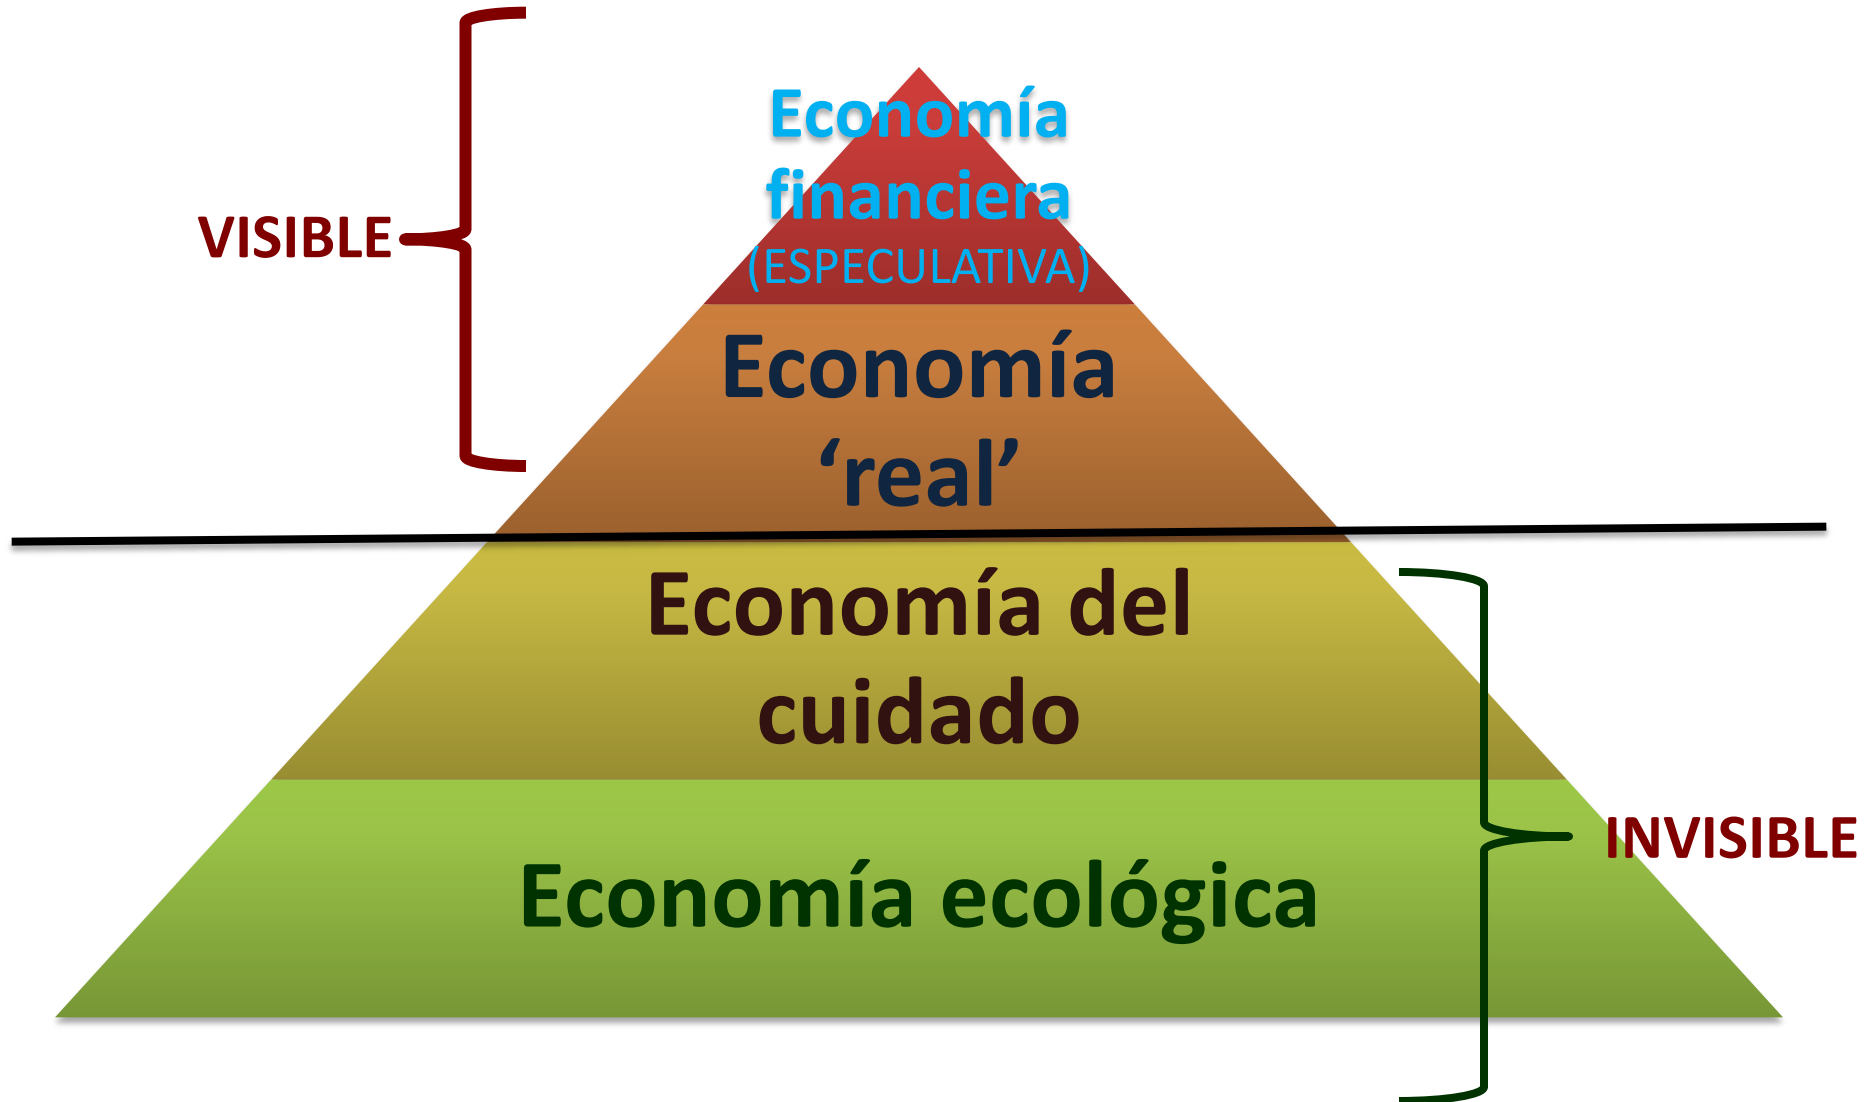 Economía
financiera
(ESPECULATIVA)
VISIBLE
Economía
‘real’
Economía del
cuidado
INVISIBLE
Economía ecológica